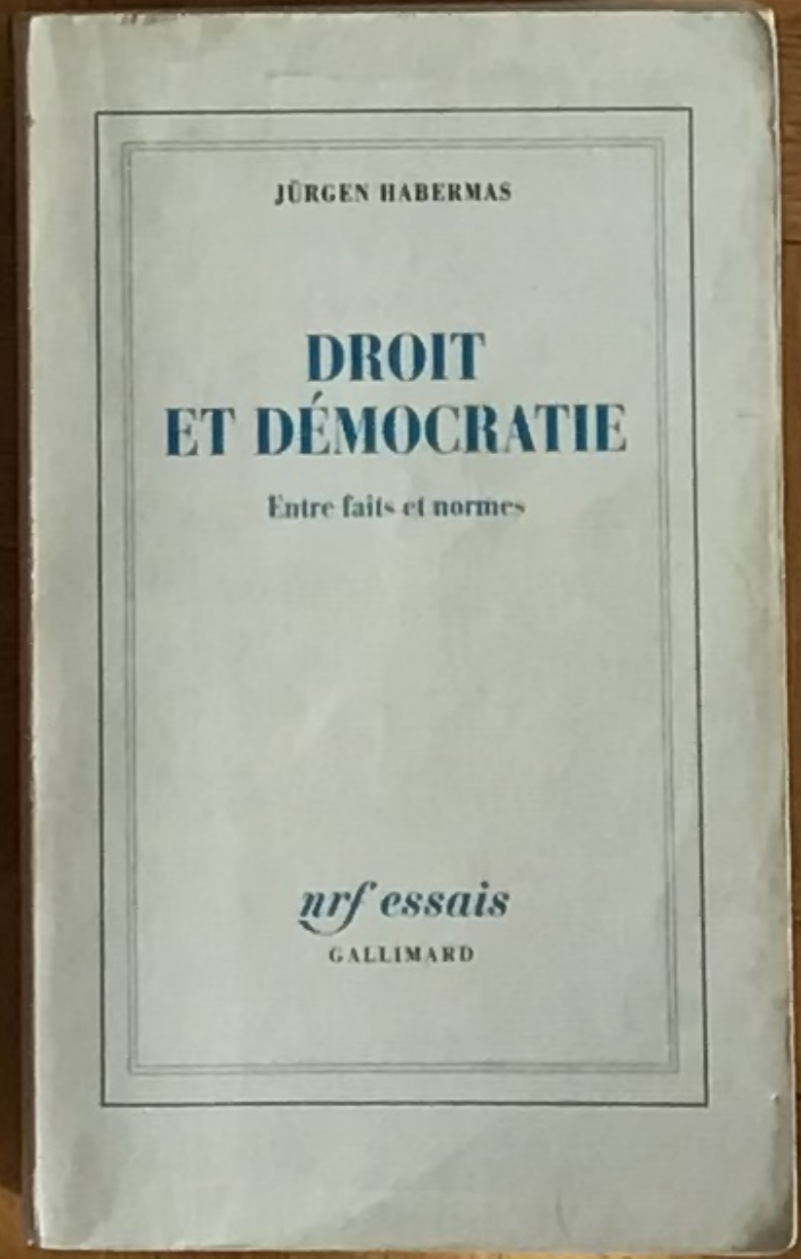 JÜRGEN HABERMAS
DROIT
ET DÉMOCRATIE
Entre faits et normes
nrf essais
GALLIMARD